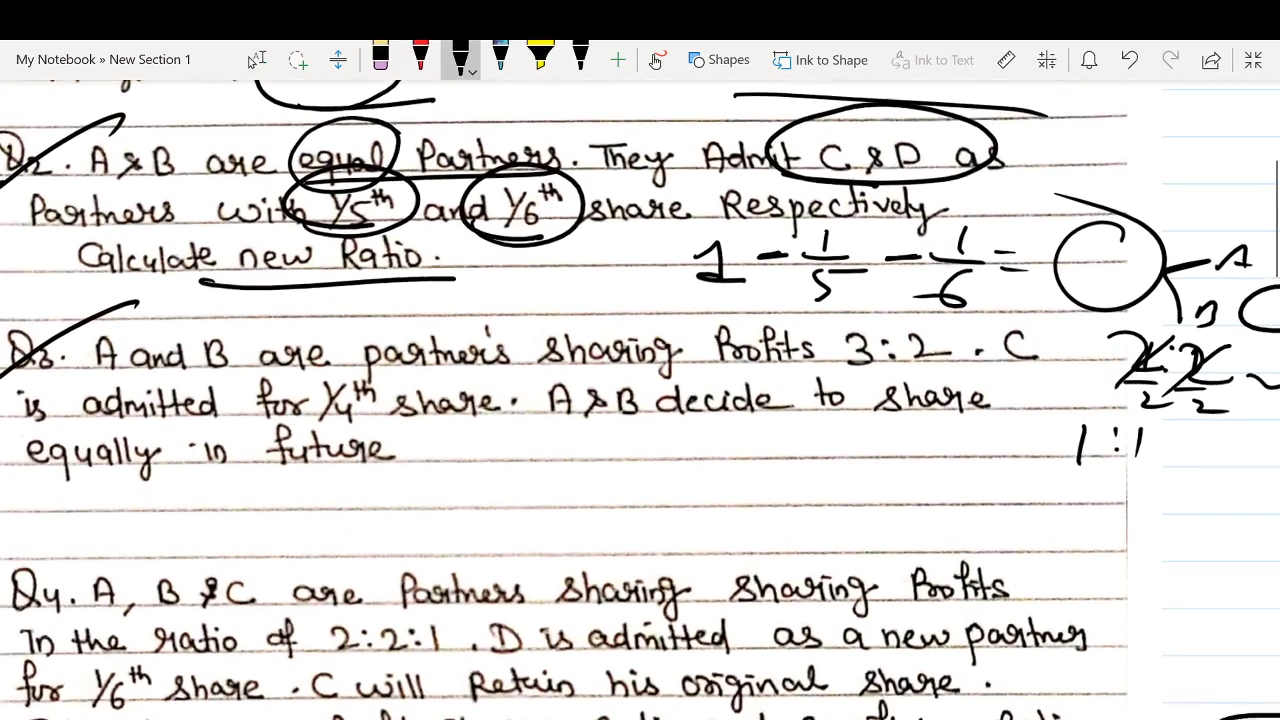 My Notebook » New Section 1
Shapes
Ink to Shape
Ink to Text
Q2. A & B are equal Partners. They Admit C & D as
Partners with 1/5th and 1/6th share Respectively
Calculate new Ratio.
1 - 1/5 - 1/6 =
A
B
Q3. A and B are partner's sharing Profits 3:2 . C
is admitted for 1/4th share. A & B decide to share
equally in future
1 : 1
Q4. A, B & C are Partners sharing sharing Profits
In the ratio of 2:2:1 . D is admitted as a new partner
for 1/6th share . C will Retain his original share .